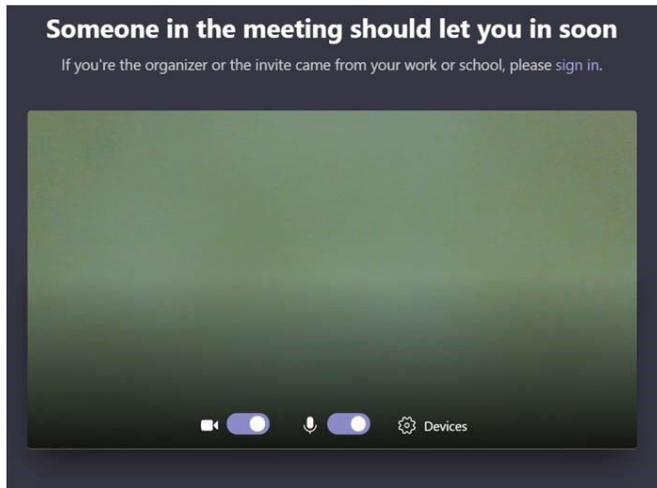 Someone in the meeting should let you in soon
If you're the organizer or the invite came from your work or school, please sign in.
Devices